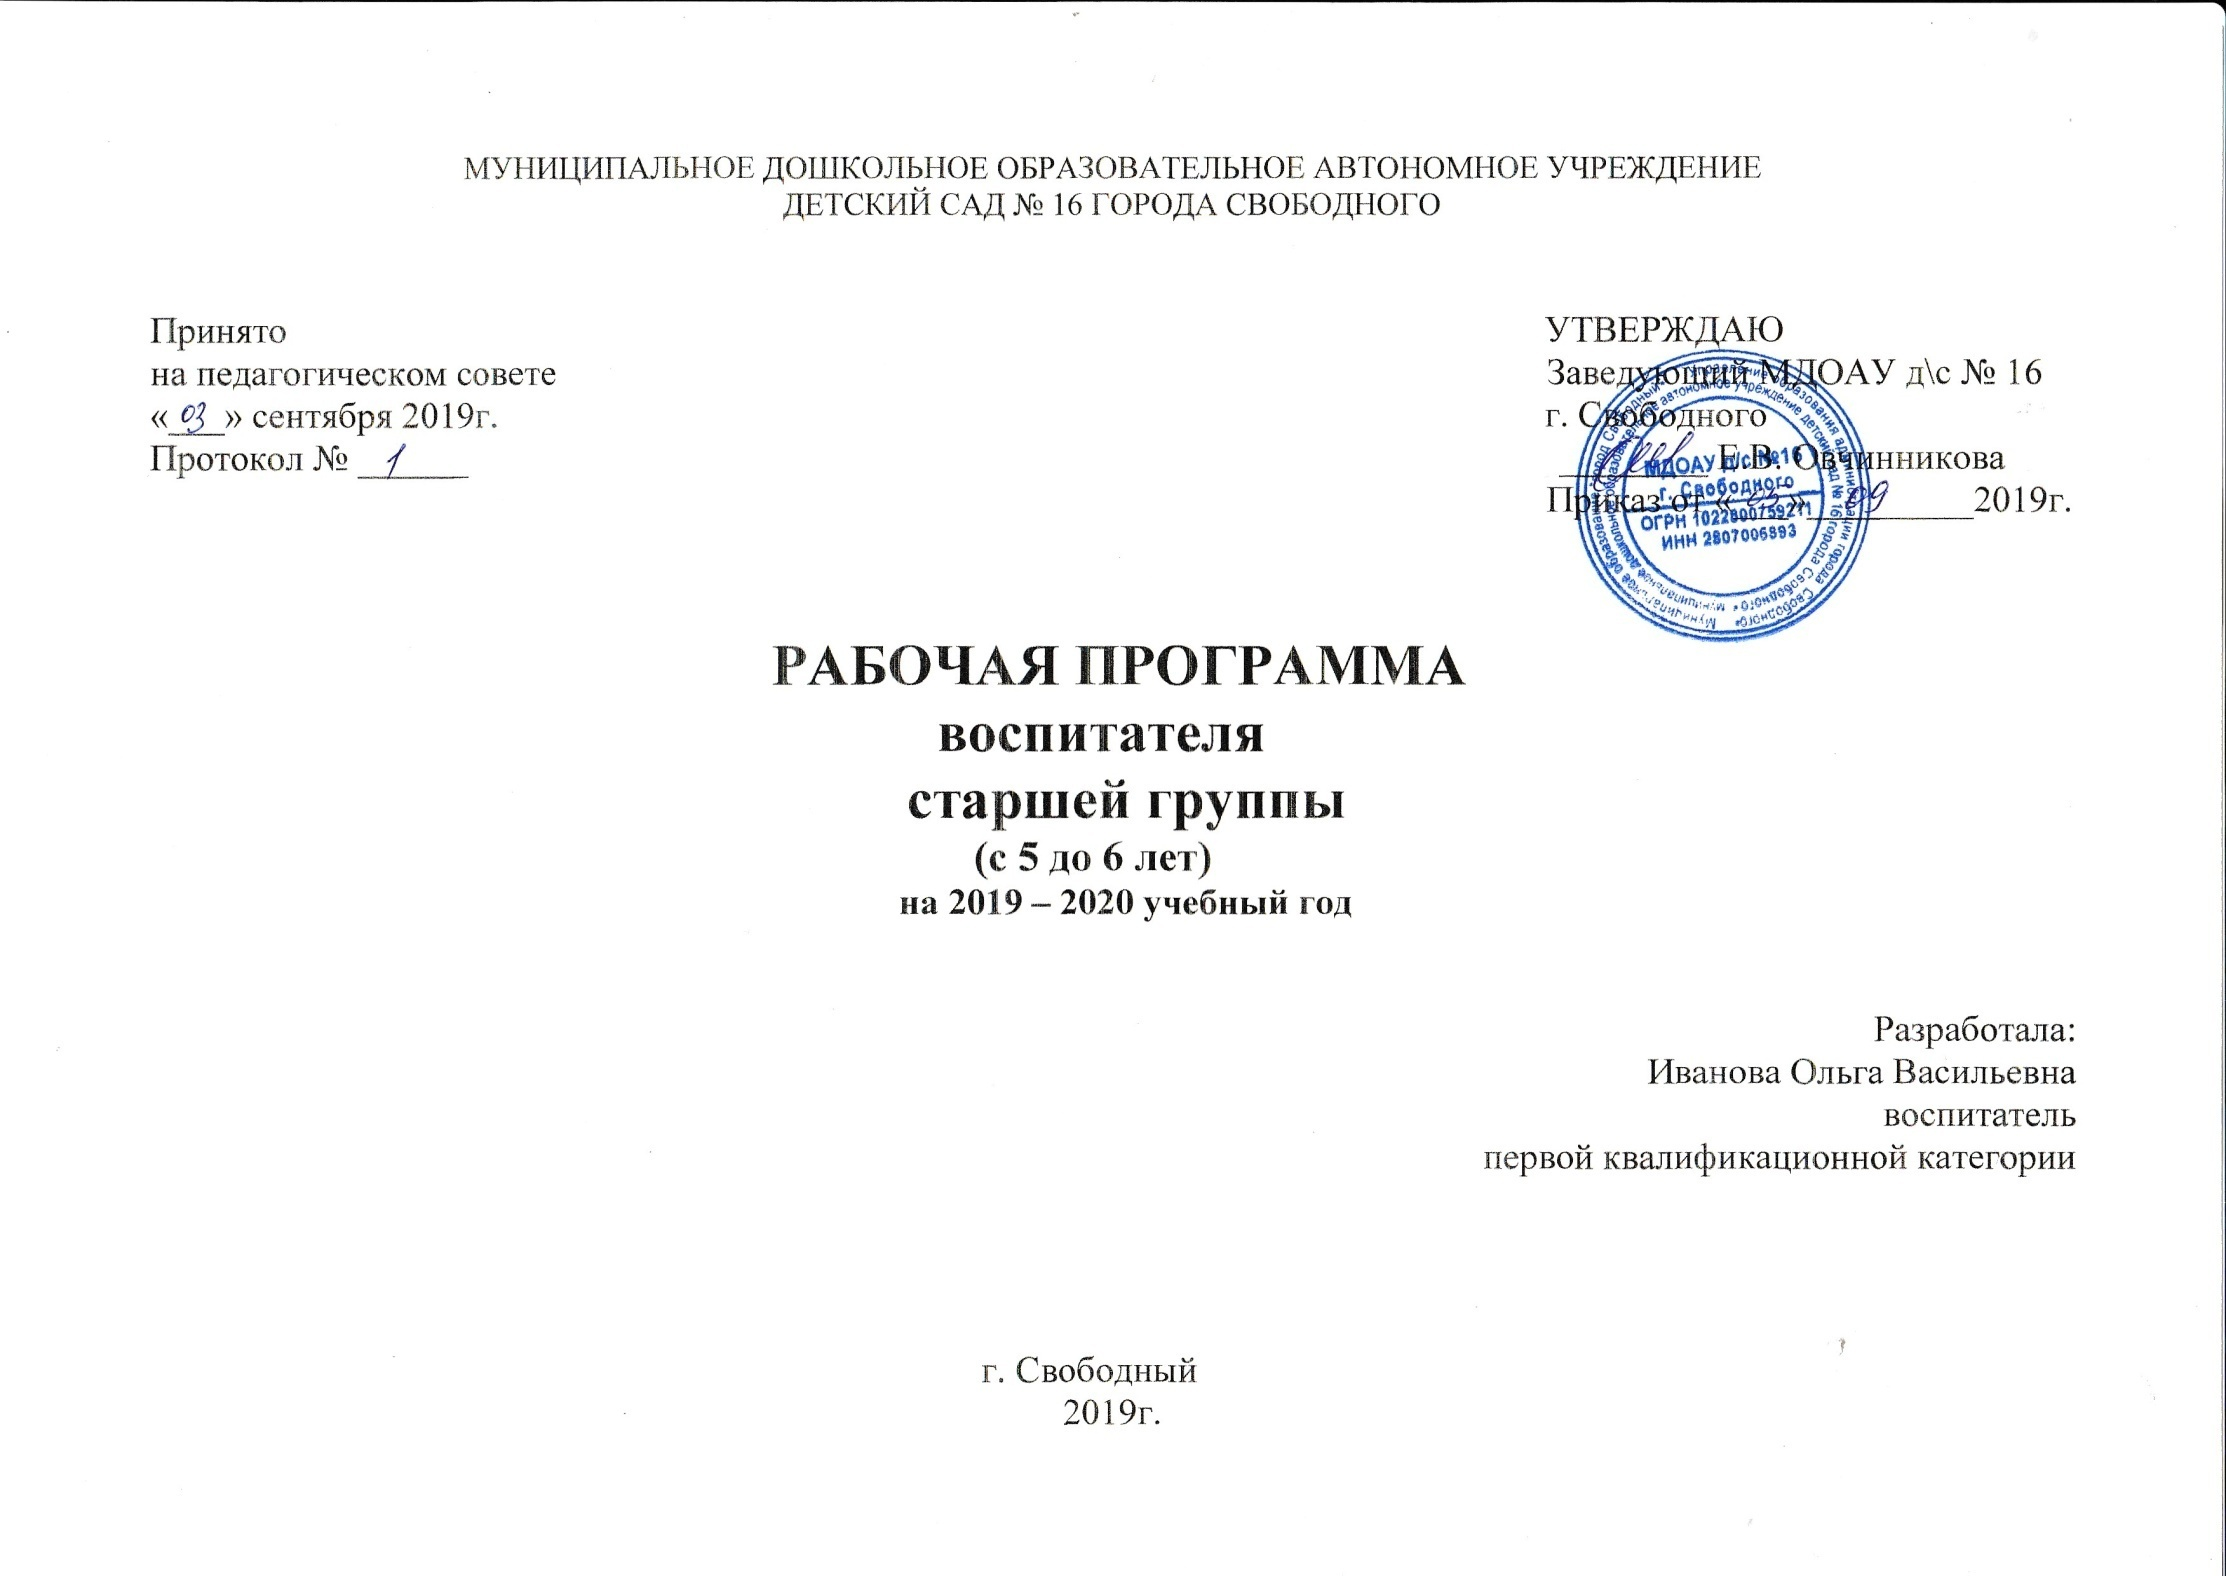 МУНИЦИПАЛЬНОЕ ДОШКОЛЬНОЕ ОБРАЗОВАТЕЛЬНОЕ АВТОНОМНОЕ УЧРЕЖДЕНИЕ
ДЕТСКИЙ САД № 16 ГОРОДА СВОБОДНОГО
Принято
на педагогическом совете
«03» сентября 2019г.
Протокол № 1
УТВЕРЖДАЮ
Заведующий МДОАУ д\с № 16
г. Свободного
Е.В. Овчинникова
Приказ от «03» 09 2019г.
МДОАУ д/с №16
г. Свободного
ОГРН 1022800759271
ИНН 2807006893
РАБОЧАЯ ПРОГРАММА
воспитателя
старшей группы
(с 5 до 6 лет)
на 2019 – 2020 учебный год
Разработала:
Иванова Ольга Васильевна
воспитатель
первой квалификационной категории
г. Свободный
2019г.